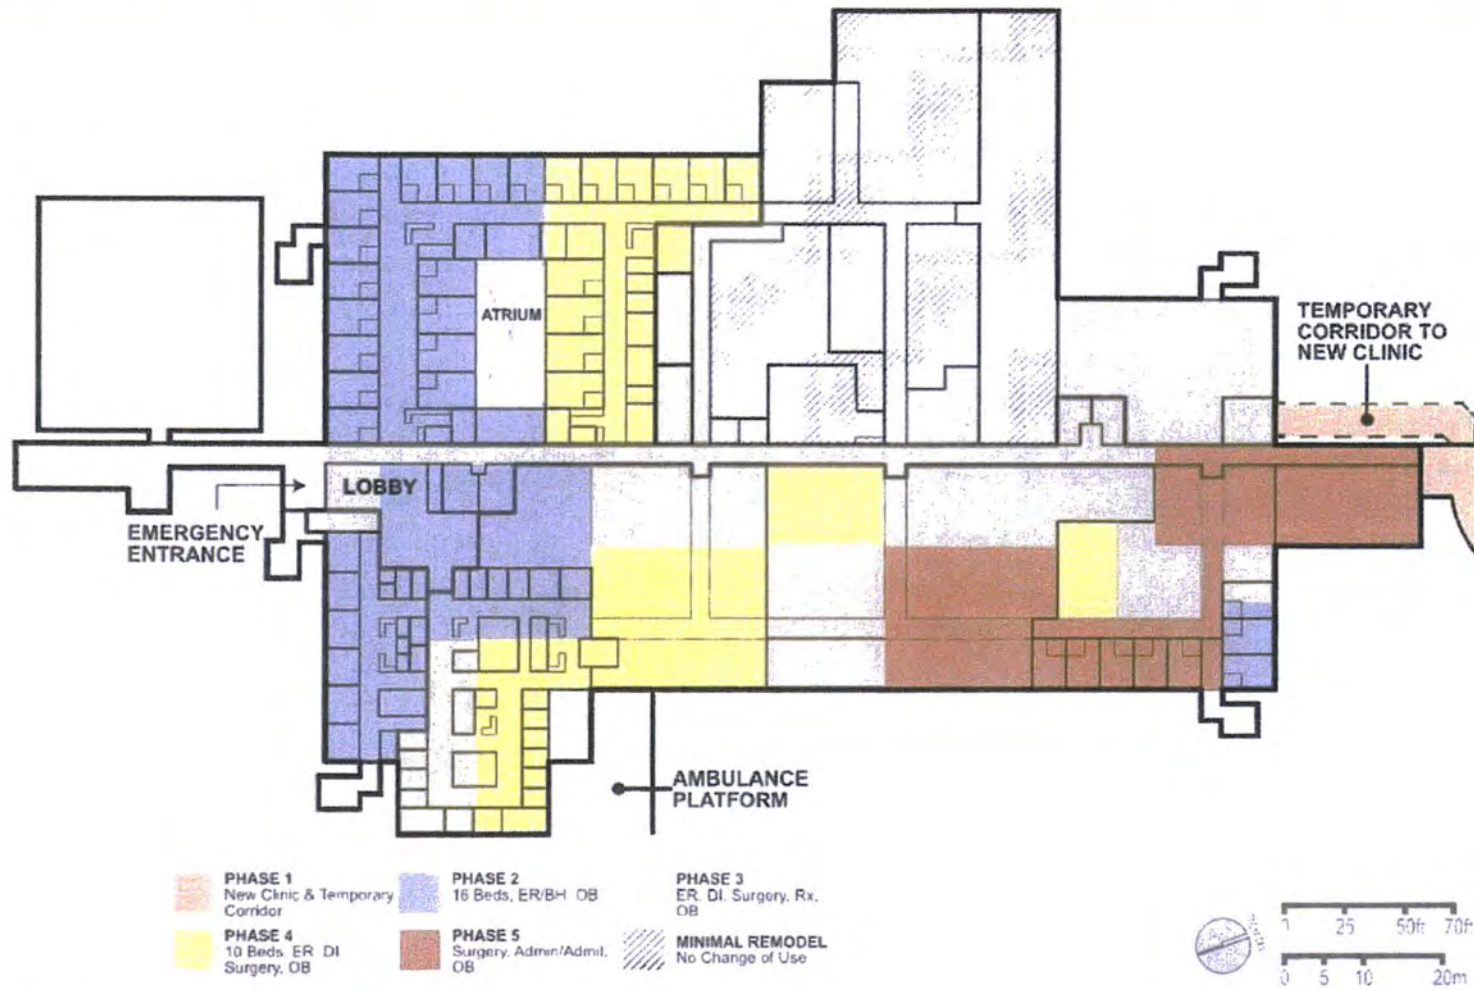 ATRIUM
TEMPORARY
CORRIDOR TO
NEW CLINIC
LOBBY
EMERGENCY
ENTRANCE
AMBULANCE
PLATFORM
PHASE 1
New Clinic & Temporary
Corridor
PHASE 2
16 Beds, ER/BH OB
PHASE 3
ER. DI. Surgery. Rx,
OB
PHASE 4
10 Beds ER DI
Surgery, OB
PHASE 5
Surgery. Admin/Admit,
OB
MINIMAL REMODEL
No Change of Use
25 50ft 70ft
0 5 10 20m